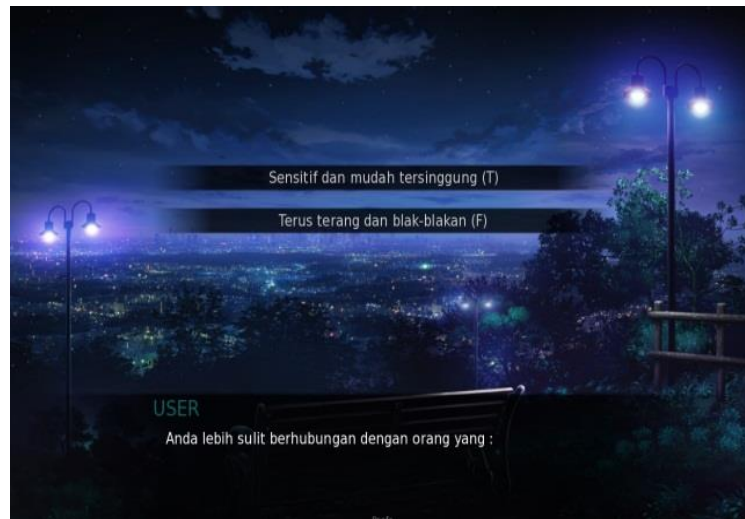 Sensitif dan mudah tersinggung (T)
Terus terang dan blak-blakan (F)
USER
Anda lebih sulit berhubungan dengan orang yang :